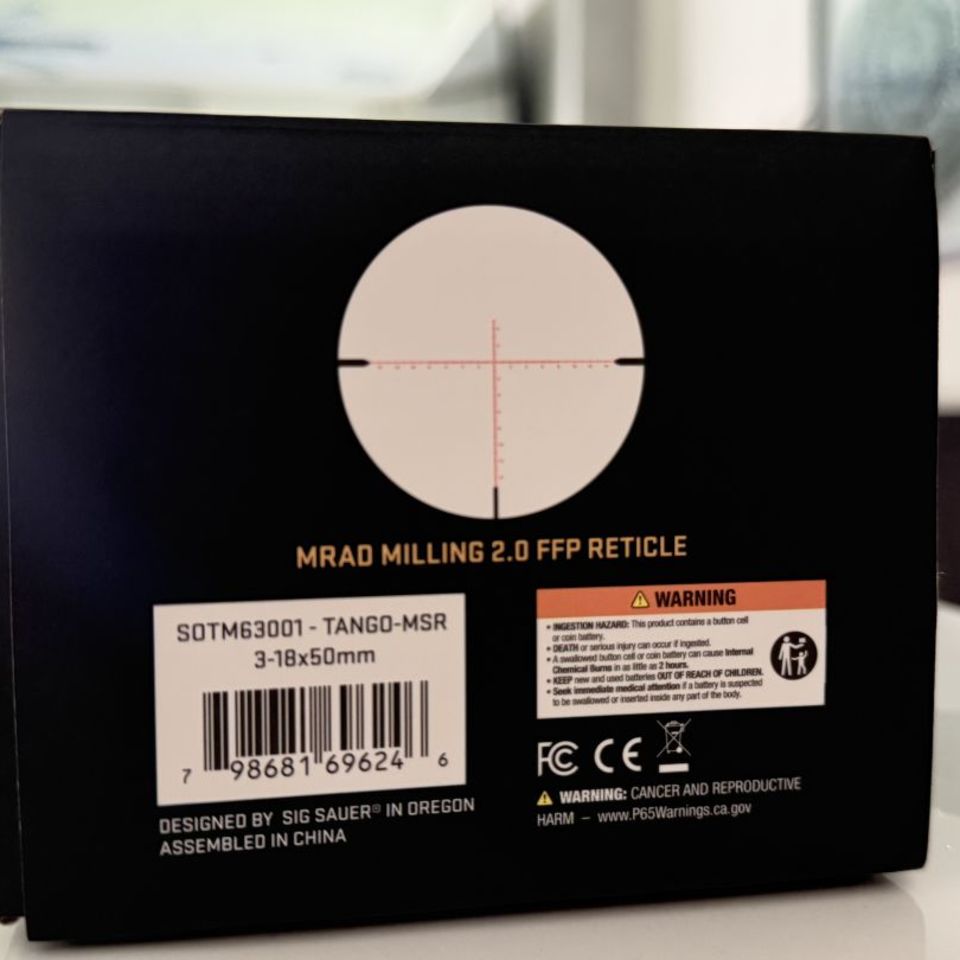 MRAD MILLING 2.0 FFP RETICLE
SOTM63001 - TANGO-MSR
3-18x50mm
7 98681 69624 6
DESIGNED BY SIG SAUER® IN OREGON
ASSEMBLED IN CHINA
WARNING
• INGESTION HAZARD: This product contains a button cell
or coin battery.
• DEATH or serious injury can occur if ingested.
• A swallowed button cell or coin battery can cause Internal
Chemical Burns in as little as 2 hours.
• KEEP new and used batteries OUT OF REACH OF CHILDREN.
• Seek immediate medical attention if a battery is suspected
to be swallowed or inserted inside any part of the body.
FC CE
WARNING: CANCER AND REPRODUCTIVE
HARM – www.P65Warnings.ca.gov